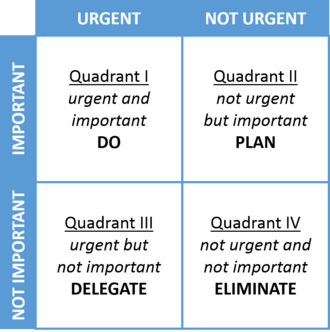 URGENT
NOT URGENT
IMPORTANT
Quadrant I
urgent and
important
DO
Quadrant II
not urgent
but important
PLAN
NOT IMPORTANT
Quadrant III
urgent but
not important
DELEGATE
Quadrant IV
not urgent and
not important
ELIMINATE